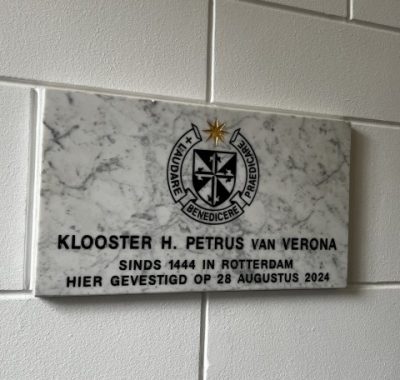 LAUDARE
BENEDICERE
PRAEDICARE
KLOOSTER H. PETRUS VAN VERONA
SINDS 1444 IN ROTTERDAM
HIER GEVESTIGD OP 28 AUGUSTUS 2024